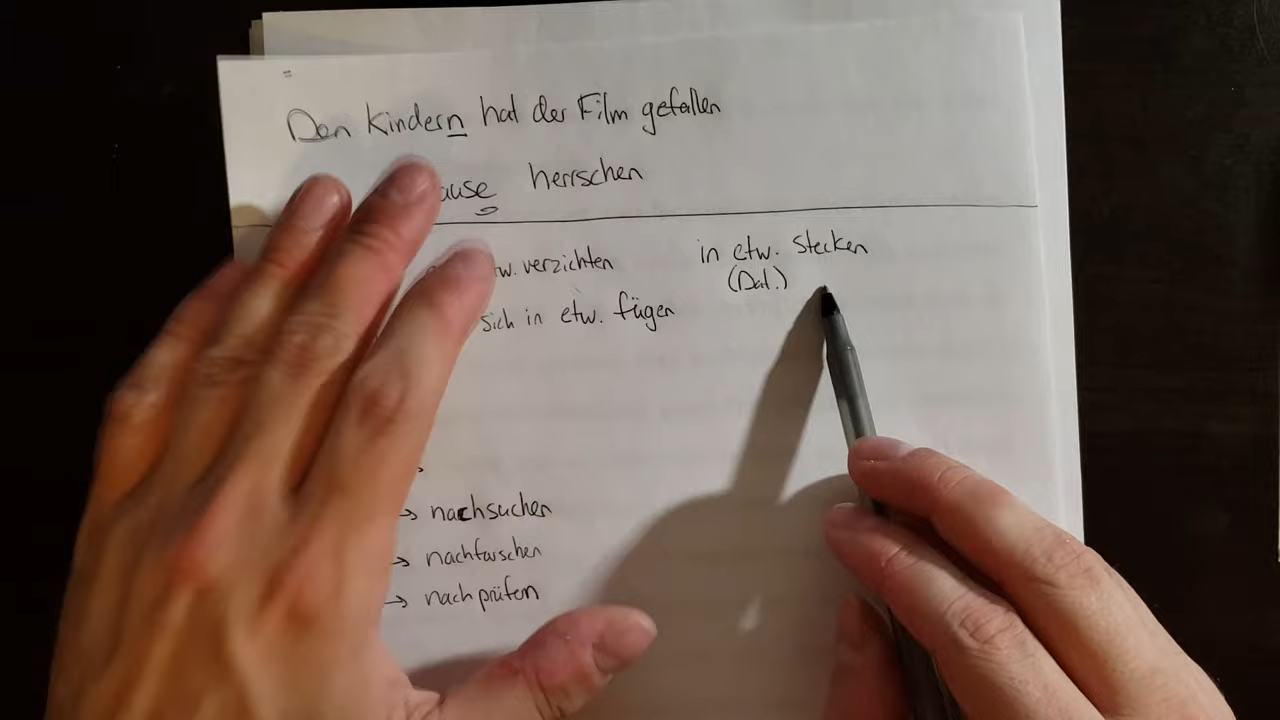 Den Kindern hat der Film gefallen
herrschen
verzichten
sich in etw. fügen
in etw. stecken
(Dat.)
→ nachsuchen
→ nachforschen
→ nachprüfen